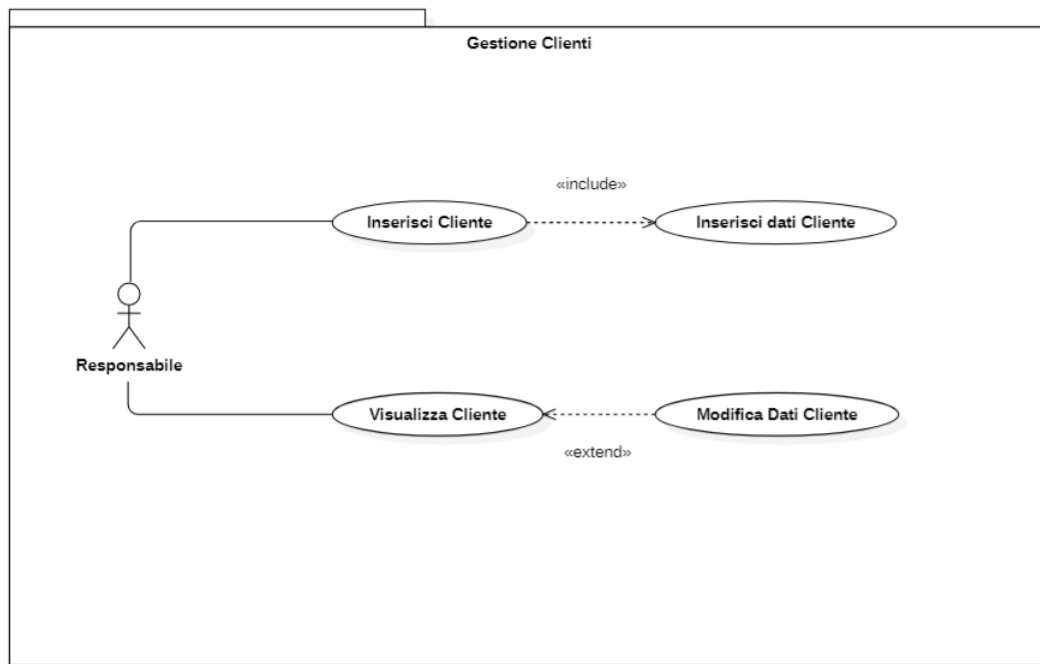 Gestione Clienti
«include»
Inserisci Cliente
Inserisci dati Cliente
Responsabile
Visualizza Cliente
Modifica Dati Cliente
«extend»